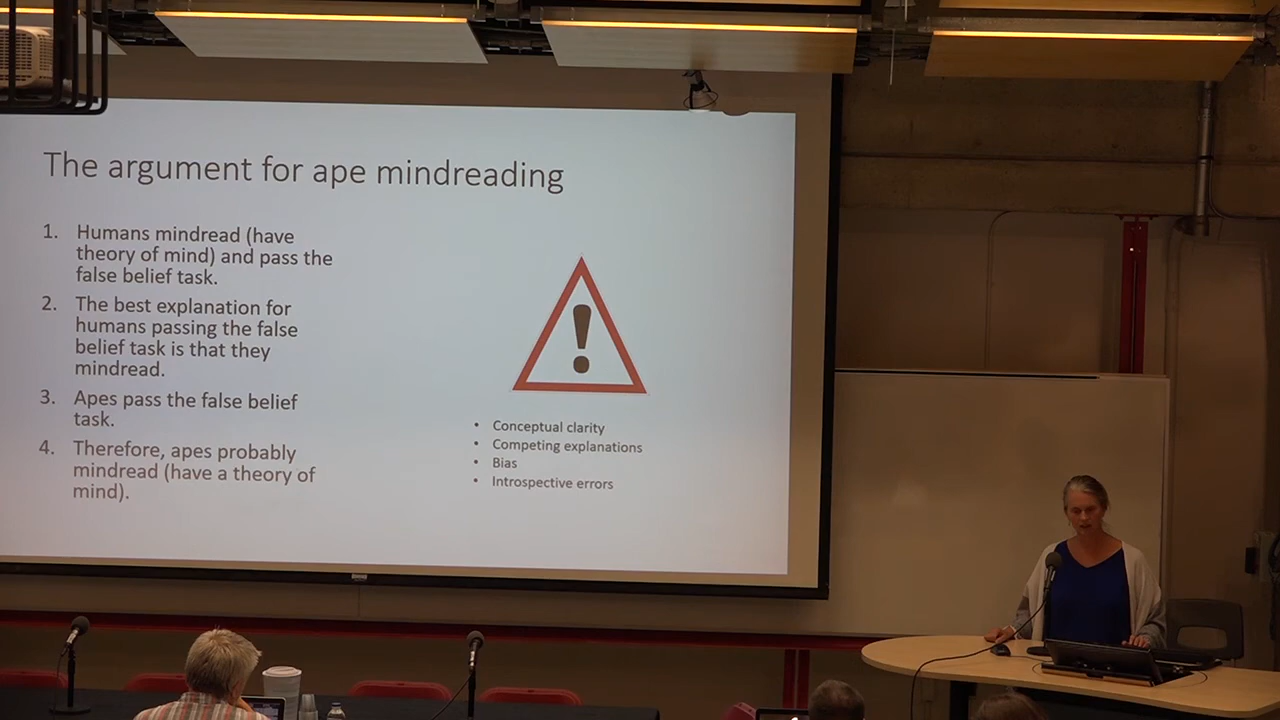 The argument for ape mindreading
1. Humans mindread (have
theory of mind) and pass the
false belief task.
2. The best explanation for
humans passing the false
belief task is that they
mindread.
3. Apes pass the false belief
task.
4. Therefore, apes probably
mindread (have a theory of
mind).
!
• Conceptual clarity
• Competing explanations
• Bias
• Introspective errors